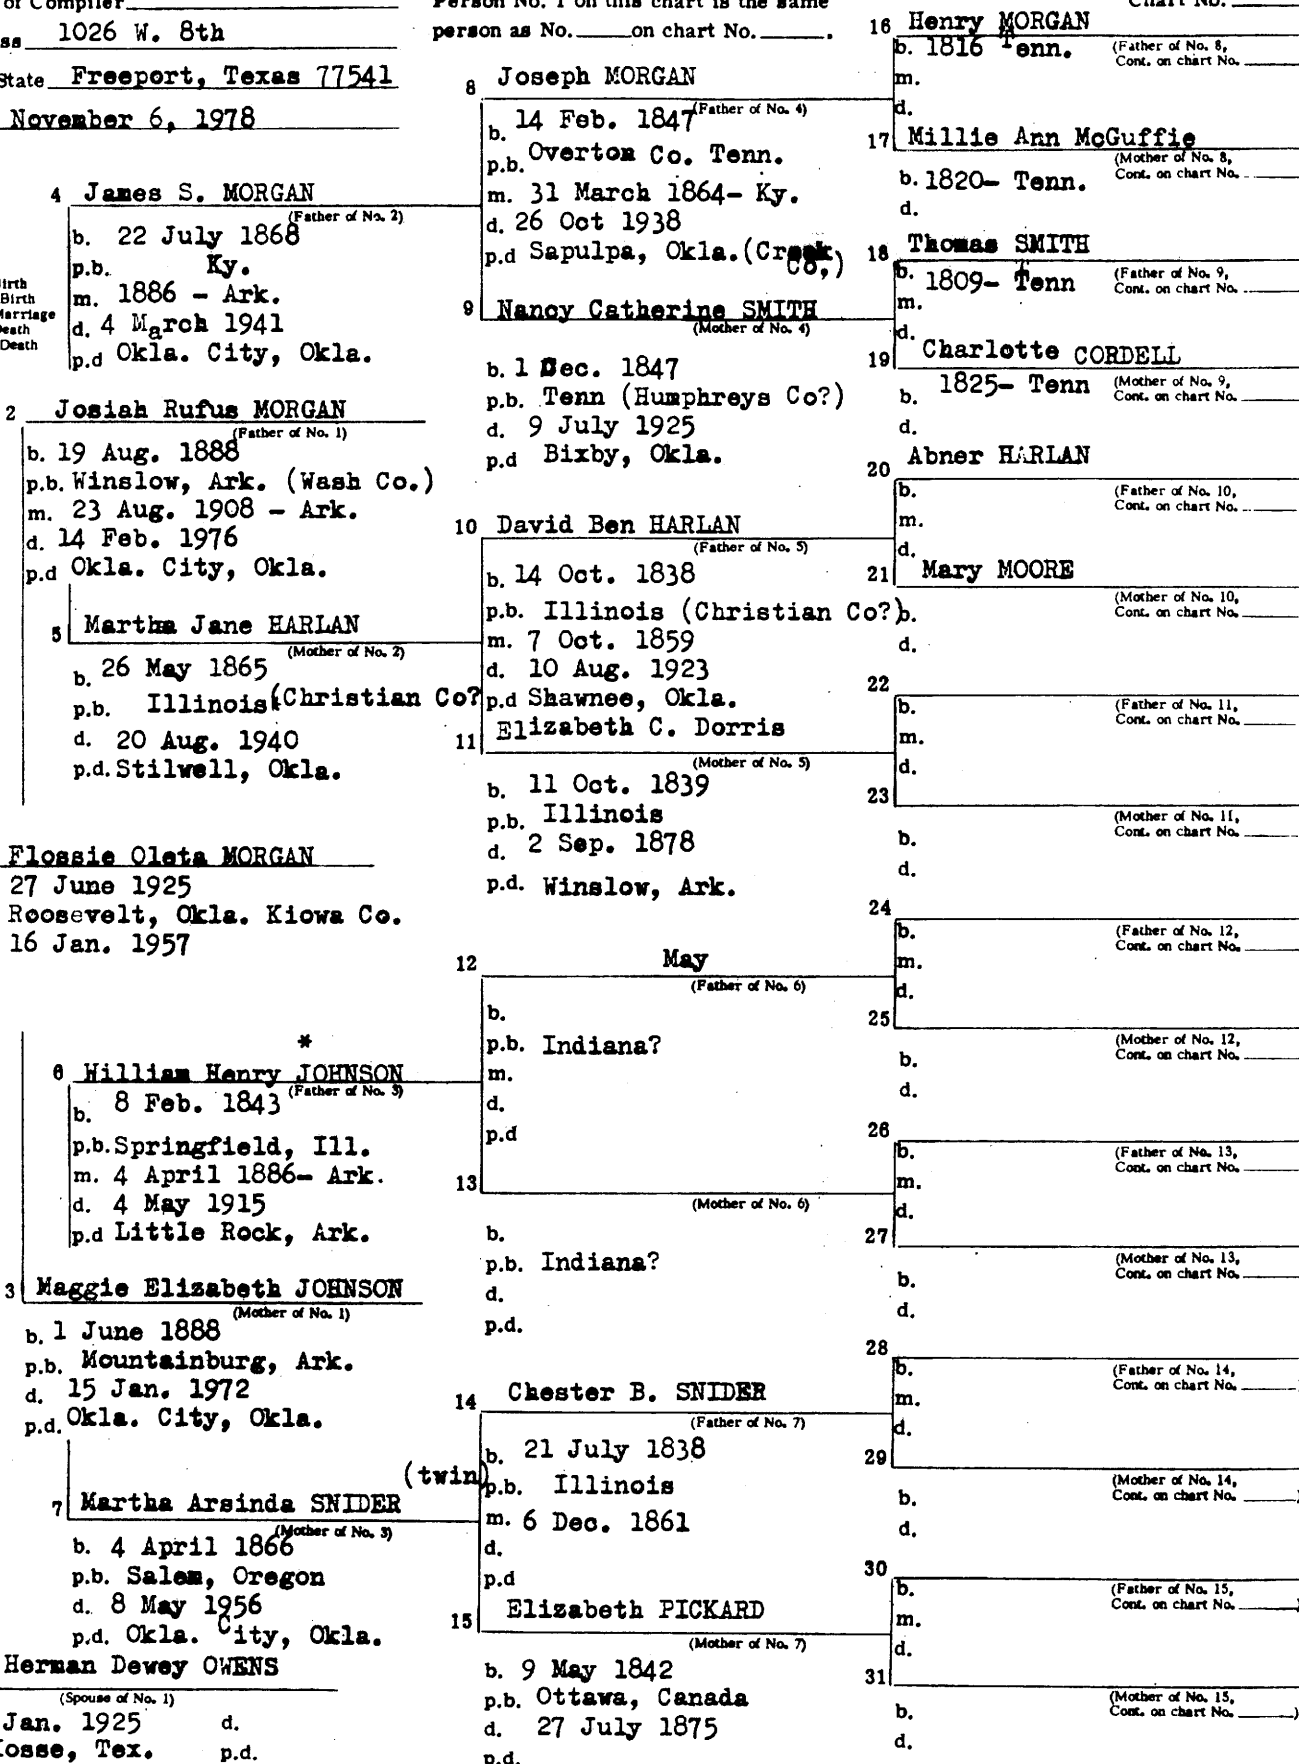 of Compiler
ss 1026 W. 8th
State Freeport, Texas 77541
November 6, 1978
Person No. 1 on this chart is the same
person as No. on chart No. .
Chart No.
4 James S. MORGAN
(Father of No. 2)
b. 22 July 1868
p.b. Ky.
m. 1886 - Ark.
d. 4 March 1941
p.d Okla. City, Okla.
Birth
Birth
Marriage
Death
Death
2 Josiah Rufus MORGAN
(Father of No. 1)
b. 19 Aug. 1888
p.b. Winslow, Ark. (Wash Co.)
m. 23 Aug. 1908 - Ark.
d. 14 Feb. 1976
p.d Okla. City, Okla.
5 Martha Jane HARLAN
(Mother of No. 2)
b. 26 May 1865
p.b. Illinois (Christian Co?
d. 20 Aug. 1940
p.d. Stilwell, Okla.
Flossie Oleta MORGAN
27 June 1925
Roosevelt, Okla. Kiowa Co.
16 Jan. 1957
*
6 William Henry JOHNSON
(Father of No. 3)
b. 8 Feb. 1843
p.b. Springfield, Ill.
m. 4 April 1886- Ark.
d. 4 May 1915
p.d Little Rock, Ark.
3 Maggie Elizabeth JOHNSON
(Mother of No. 1)
b. 1 June 1888
p.b. Mountainburg, Ark.
d. 15 Jan. 1972
p.d. Okla. City, Okla.
(twin)
7 Martha Arsinda SNIDER
(Mother of No. 3)
b. 4 April 1866
p.b. Salem, Oregon
d. 8 May 1956
p.d. Okla. City, Okla.
Herman Dewey OWENS
(Spouse of No. 1)
Jan. 1925 d.
osse, Tex. p.d.
8 Joseph MORGAN
(Father of No. 4)
b. 14 Feb. 1847
p.b. Overton Co. Tenn.
m. 31 March 1864- Ky.
d. 26 Oct 1938
p.d Sapulpa, Okla. (Creek
Co,)
9 Nancy Catherine SMITH
(Mother of No. 4)
b. 1 Dec. 1847
p.b. Tenn (Humphreys Co?)
d. 9 July 1925
p.d Bixby, Okla.
10 David Ben HARLAN
(Father of No. 5)
b. 14 Oct. 1838
p.b. Illinois (Christian Co?)
m. 7 Oct. 1859
d. 10 Aug. 1923
p.d Shawnee, Okla.
11 Elizabeth C. Dorris
(Mother of No. 5)
b. 11 Oct. 1839
p.b. Illinois
d. 2 Sep. 1878
p.d. Winslow, Ark.
12 May
(Father of No. 6)
b.
p.b. Indiana?
m.
d.
p.d
13
(Mother of No. 6)
b.
p.b. Indiana?
d.
p.d.
14 Chester B. SNIDER
(Father of No. 7)
b. 21 July 1838
p.b. Illinois
m. 6 Dec. 1861
d.
p.d
15 Elizabeth PICKARD
(Mother of No. 7)
b. 9 May 1842
p.b. Ottawa, Canada
d. 27 July 1875
p.d.
16 Henry MORGAN
b. 1816 Tenn. (Father of No. 8,
Cont. on chart No.
m.
d.
17 Millie Ann McGuffie
(Mother of No. 8,
Cont. on chart No.
b. 1820- Tenn.
d.
18 Thomas SMITH
b. 1809- Tenn (Father of No. 9,
Cont. on chart No.
m.
d.
19 Charlotte CORDELL
b. 1825- Tenn (Mother of No. 9,
Cont. on chart No.
d.
20 Abner HARLAN
b. (Father of No. 10,
Cont. on chart No.
m.
d.
21 Mary MOORE
(Mother of No. 10,
Cont. on chart No.
b.
d.
22
b. (Father of No. 11,
Cont. on chart No.
m.
d.
23
(Mother of No. 11,
Cont. on chart No.
b.
d.
24
b. (Father of No. 12,
Cont. on chart No.
m.
d.
25
(Mother of No. 12,
Cont. on chart No.
b.
d.
26
b. (Father of No. 13,
Cont. on chart No.
m.
d.
27
(Mother of No. 13,
Cont. on chart No.
b.
d.
28
b. (Father of No. 14,
Cont. on chart No.
m.
d.
29
(Mother of No. 14,
Cont. on chart No. )
b.
d.
30
b. (Father of No. 15,
Cont. on chart No. )
m.
d.
31
(Mother of No. 15,
Cont. on chart No. )
b.
d.